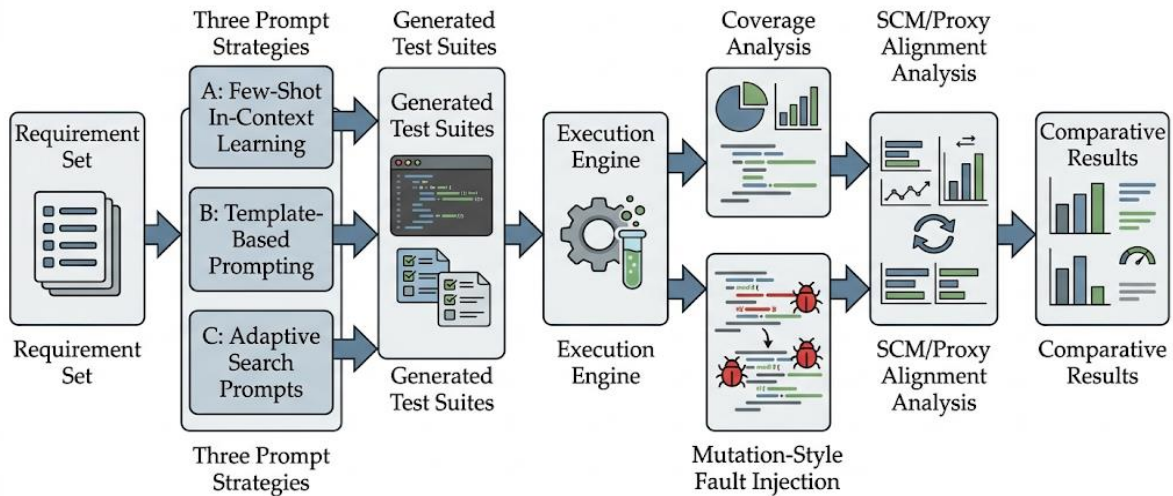 Three Prompt
Strategies
Generated
Test Suites
Coverage
Analysis
SCM/Proxy
Alignment
Analysis
Requirement
Set
A: Few-Shot
In-Context
Learning
B: Template-
Based
Prompting
C: Adaptive
Search
Prompts
Generated
Test Suites
Execution
Engine
Comparative
Results
Requirement
Set
Three Prompt
Strategies
Generated
Test Suites
Execution
Engine
Mutation-Style
Fault Injection
SCM/Proxy
Alignment
Analysis
Comparative
Results